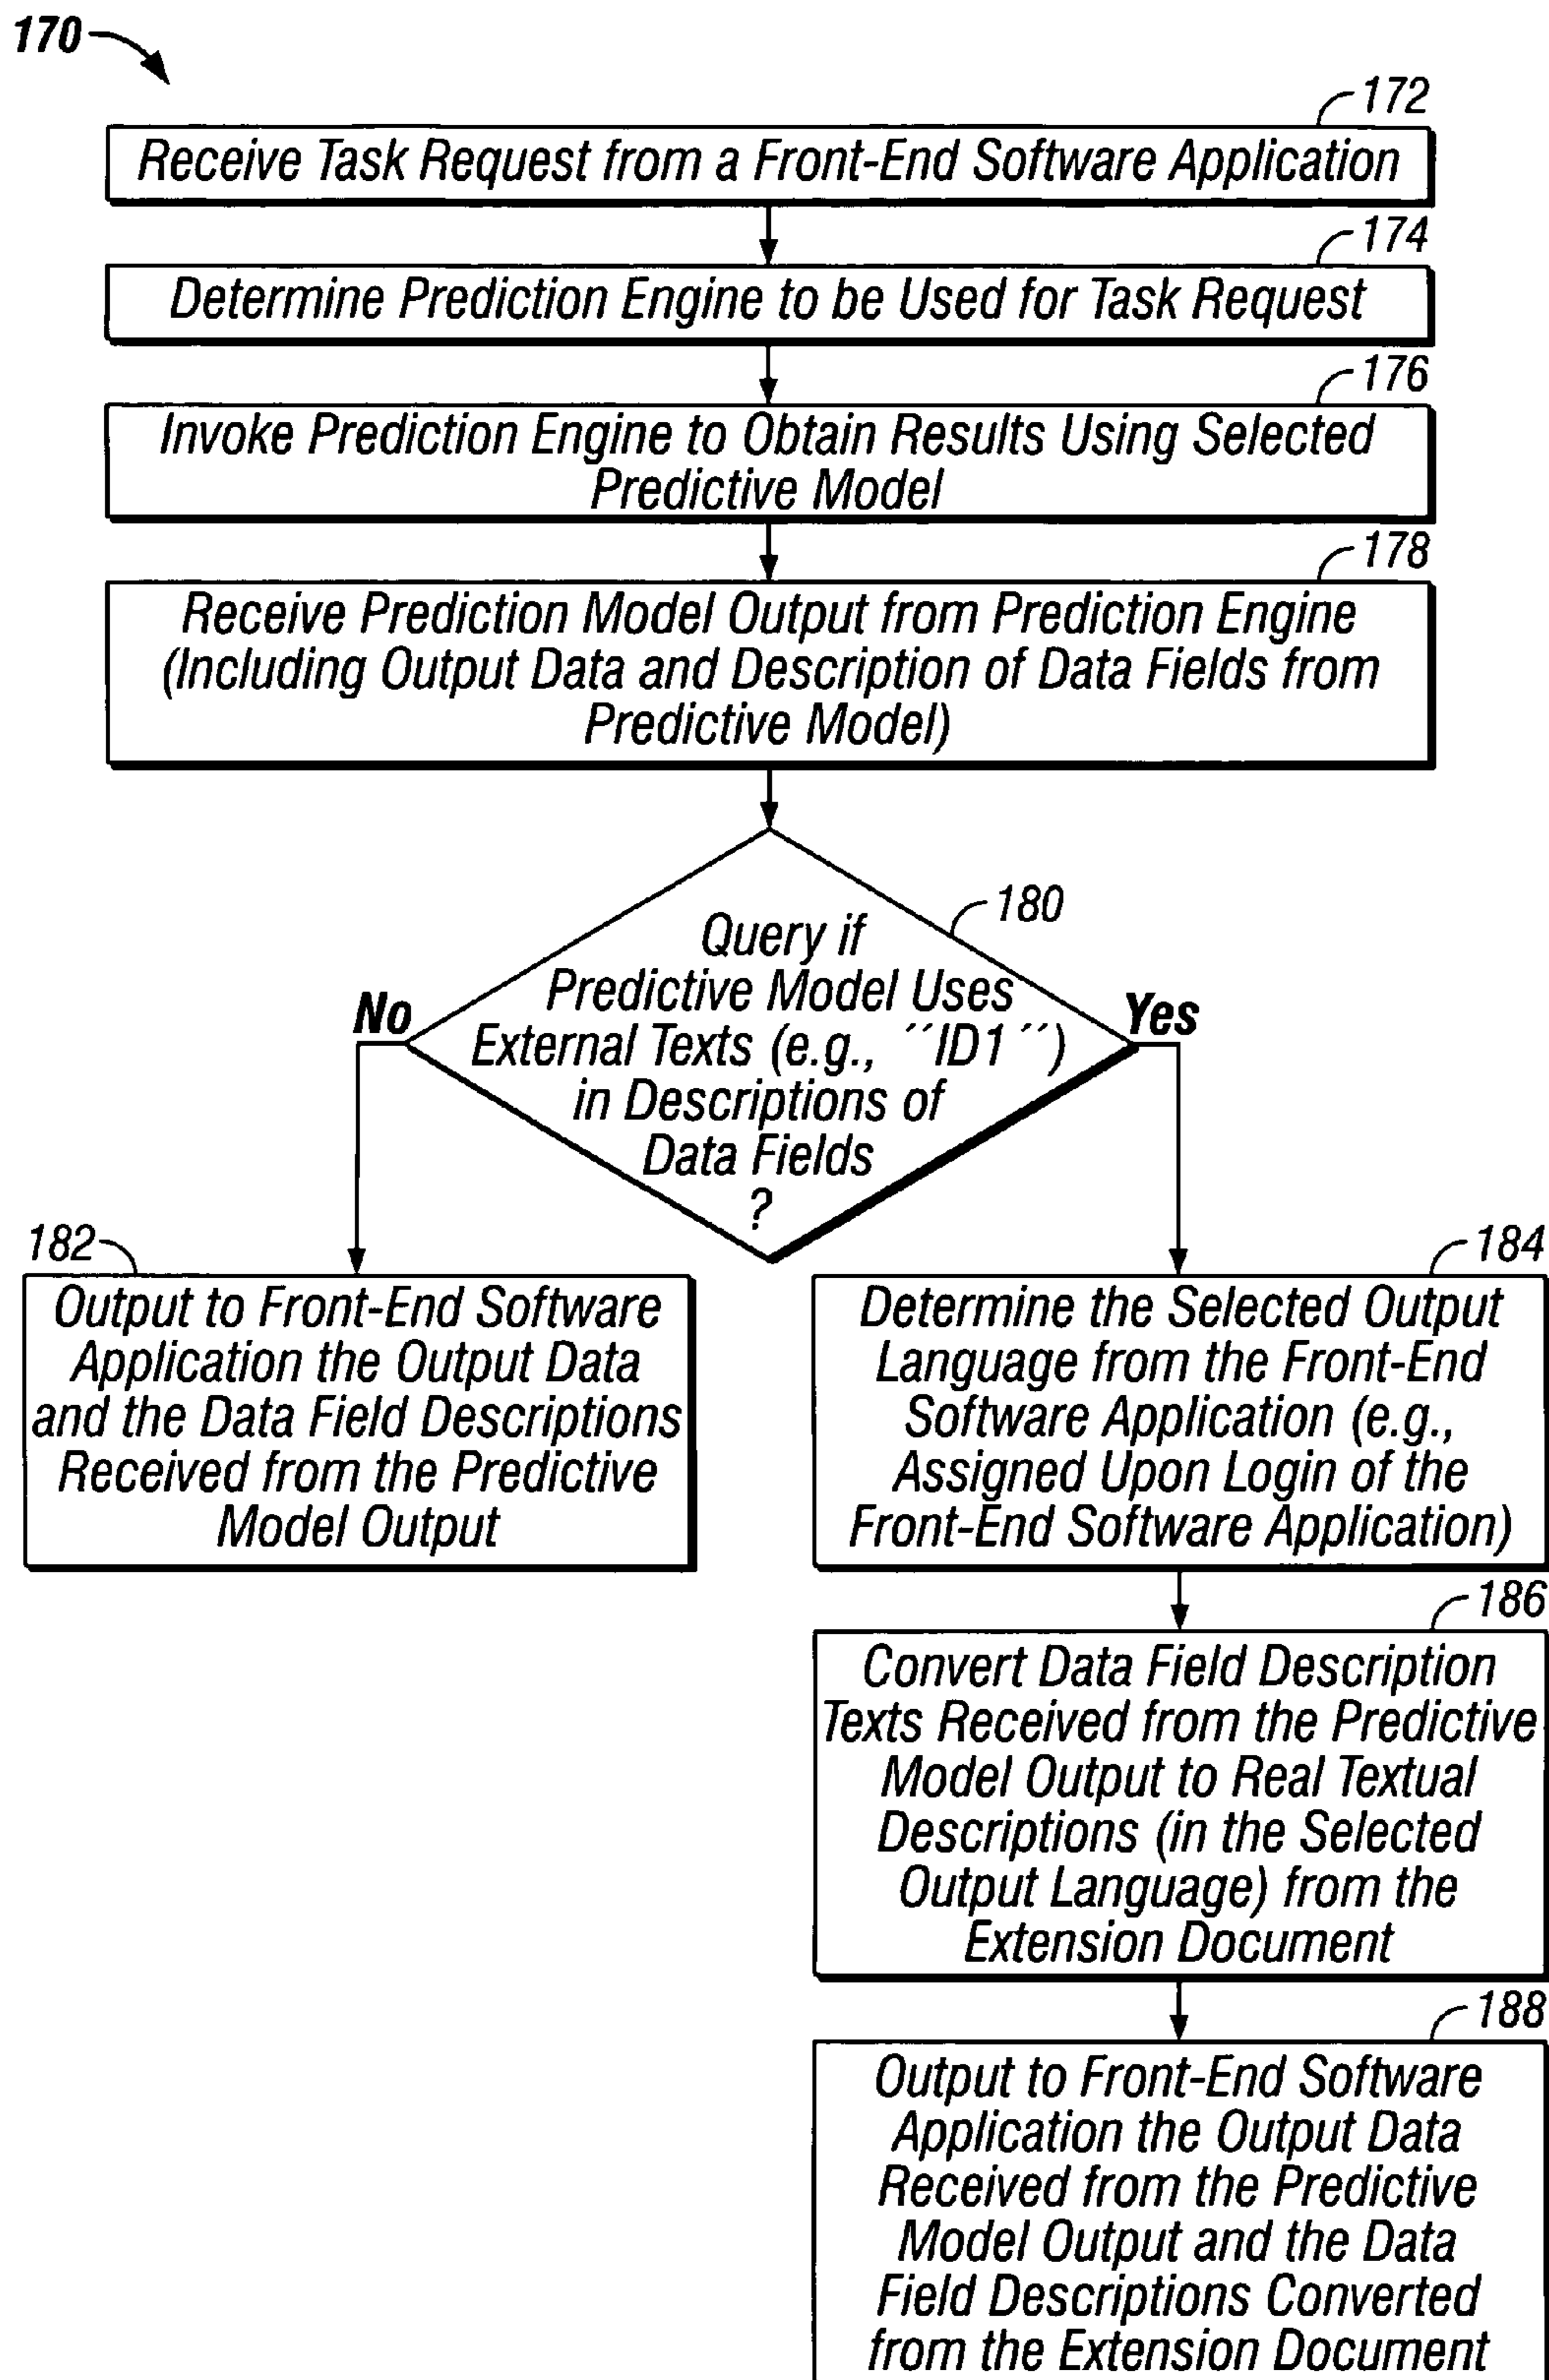 170
172
Receive Task Request from a Front-End Software Application
174
Determine Prediction Engine to be Used for Task Request
176
Invoke Prediction Engine to Obtain Results Using Selected
Predictive Model
178
Receive Prediction Model Output from Prediction Engine
(Including Output Data and Description of Data Fields from
Predictive Model)
180
Query if
Predictive Model Uses
External Texts (e.g., ˝ID1˝)
in Descriptions of
Data Fields
?
No
Yes
182
Output to Front-End Software
Application the Output Data
and the Data Field Descriptions
Received from the Predictive
Model Output
184
Determine the Selected Output
Language from the Front-End
Software Application (e.g.,
Assigned Upon Login of the
Front-End Software Application)
186
Convert Data Field Description
Texts Received from the Predictive
Model Output to Real Textual
Descriptions (in the Selected
Output Language) from the
Extension Document
188
Output to Front-End Software
Application the Output Data
Received from the Predictive
Model Output and the Data
Field Descriptions Converted
from the Extension Document